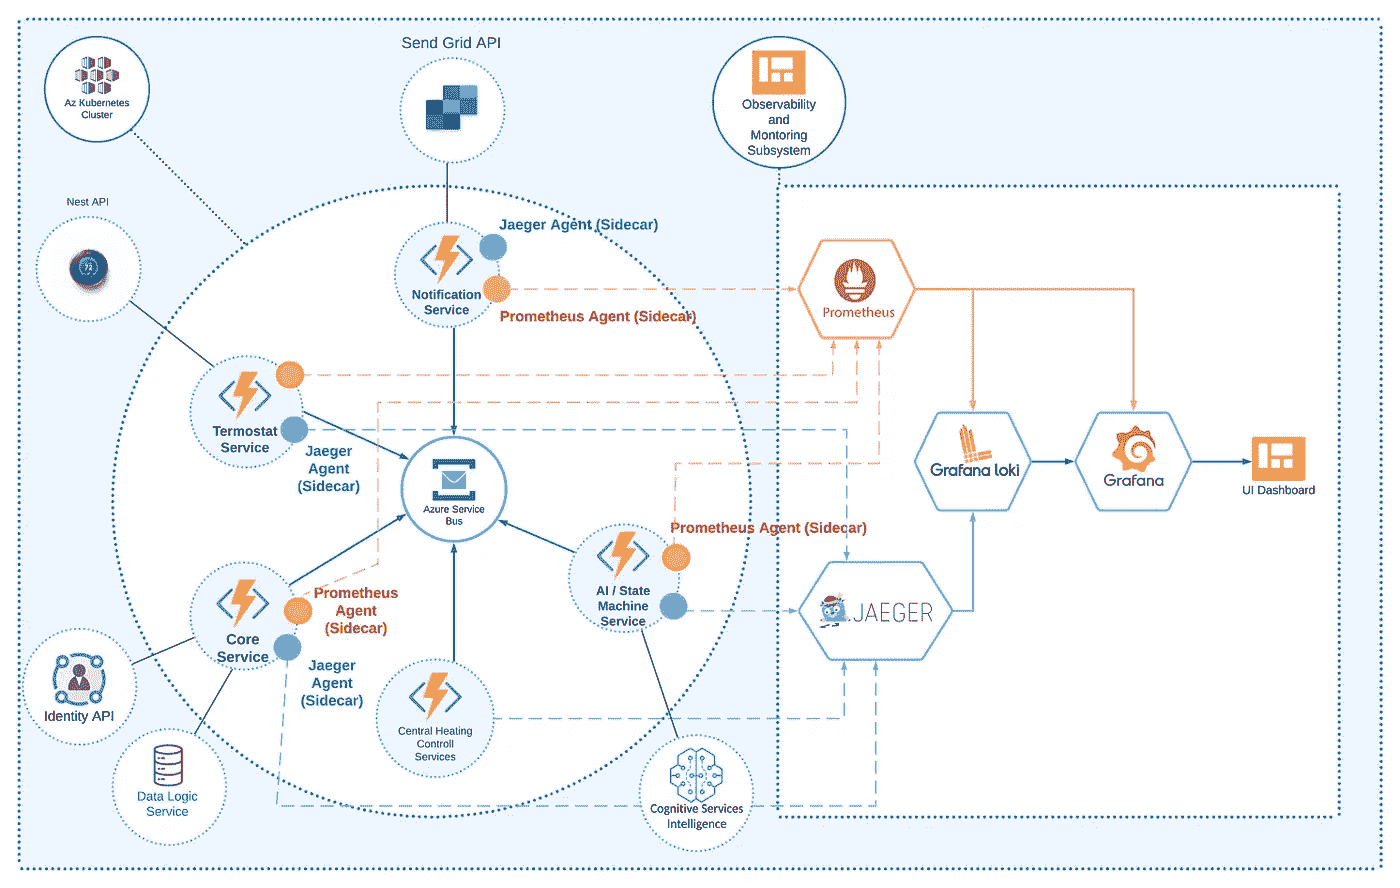 Send Grid API
Az Kubernetes
Cluster
Observability
and
Montoring
Subsystem
Nest API
72
Jaeger Agent (Sidecar)
Notification
Service
Prometheus Agent (Sidecar)
Prometheus
Termostat
Service
Jaeger
Agent
(Sidecar)
Azure Service
Bus
Grafana loki
Grafana
UI Dashboard
Prometheus Agent (Sidecar)
AI / State
Machine
Service
JAEGER
Prometheus
Agent
(Sidecar)
Core
Service
Jaeger
Agent
(Sidecar)
Identity API
Central Heating
Controll
Services
Data Logic
Service
Cognitive Services
Intelligence